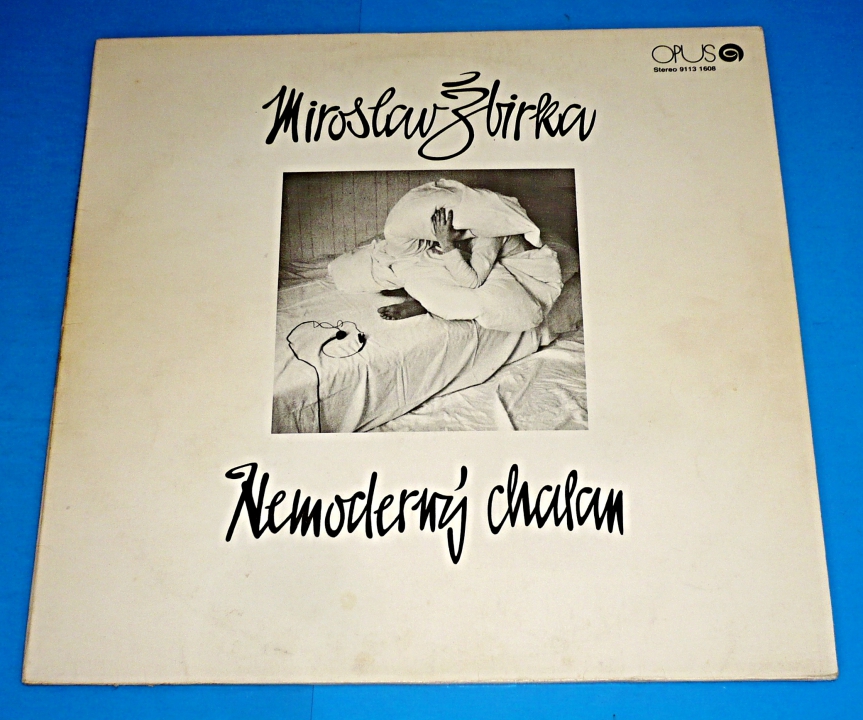 OPUS
Stereo 9113 1608
Miroslav Žbirka
Nemoderný chalan